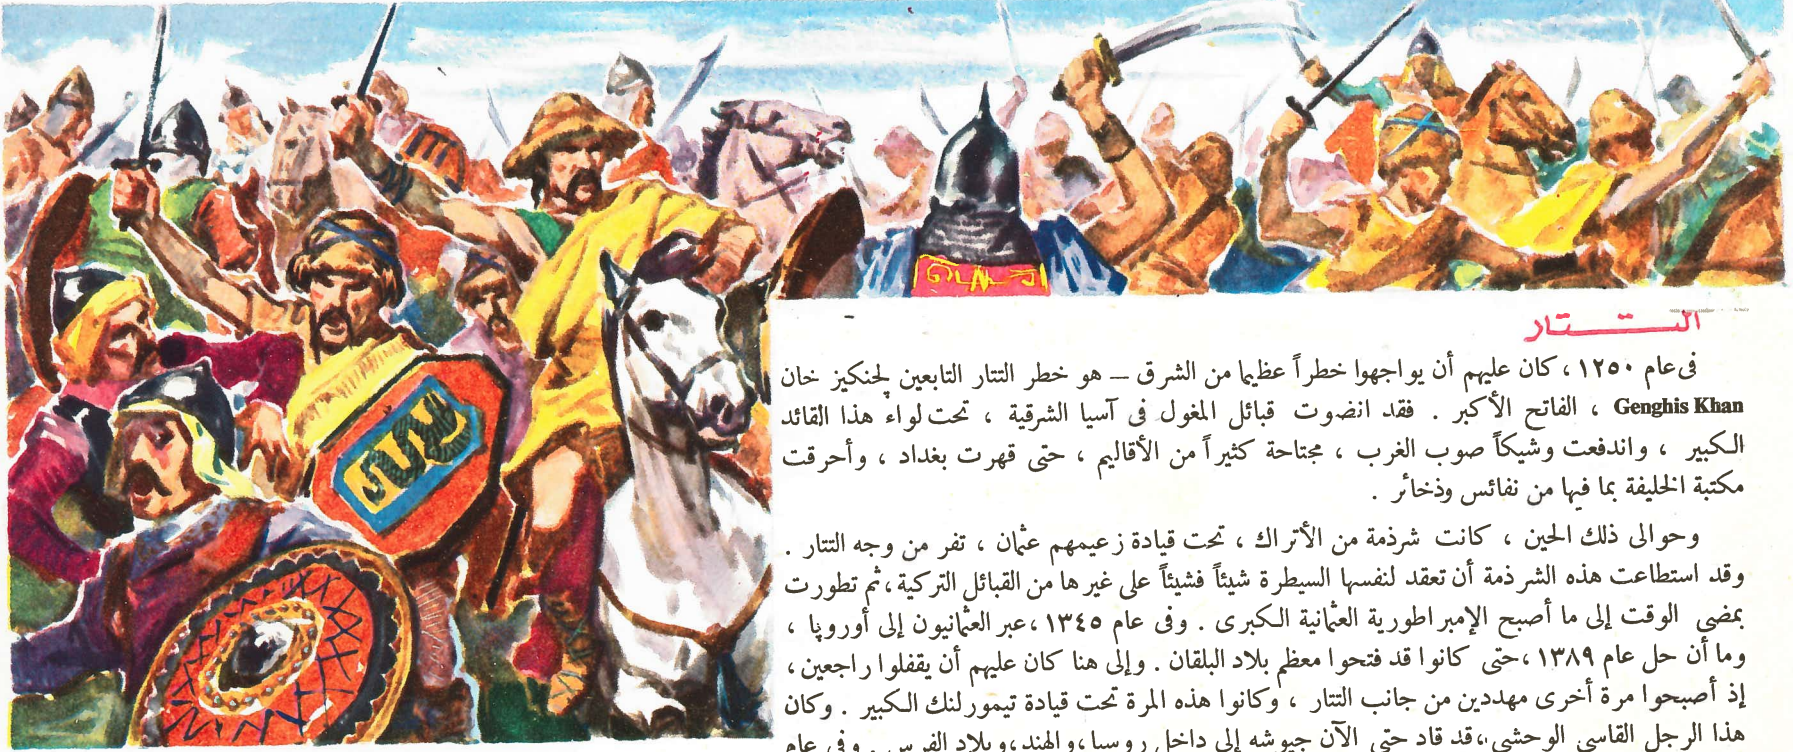 التتار
فى عام ١٢٥٠ ، كان عليهم أن يواجهوا خطراً عظيما من الشرق – هو خطر التتار التابعين لجنكيز خان
Genghis Khan ، الفاتح الأكبر . فقد انضوت قبائل المغول فى آسيا الشرقية ، تحت لواء هذا القائد
الكبير ، واندفعت وشيكاً صوب الغرب ، مجتاحة كثيراً من الأقاليم ، حتى قهرت بغداد ، وأحرقت
مكتبة الخليفة بما فيها من نفائس وذخائر .
وحوالى ذلك الحين ، كانت شرذمة من الأتراك ، تحت قيادة زعيمهم عثمان ، تفر من وجه التتار .
وقد استطاعت هذه الشرذمة أن تعقد لنفسها السيطرة شيئاً فشيئاً على غيرها من القبائل التركية ، ثم تطورت
بمضى الوقت إلى ما أصبح الإمبراطورية العثمانية الكبرى . وفى عام ١٣٤٥ ، عبر العثمانيون إلى أوروپا ،
وما أن حل عام ١٣٨٩ ، حتى كانوا قد فتحوا معظم بلاد البلقان . وإلى هنا كان عليهم أن يقفلوا راجعين ،
إذ أصبحوا مرة أخرى مهددين من جانب التتار ، وكانوا هذه المرة تحت قيادة تيمورلنك الكبير . وكان
هذا الرجل القاسى الوحشى ، قد قاد حتى الآن جيوشه إلى داخل روسيا ، والهند ، وبلاد الفرس . وفى عام